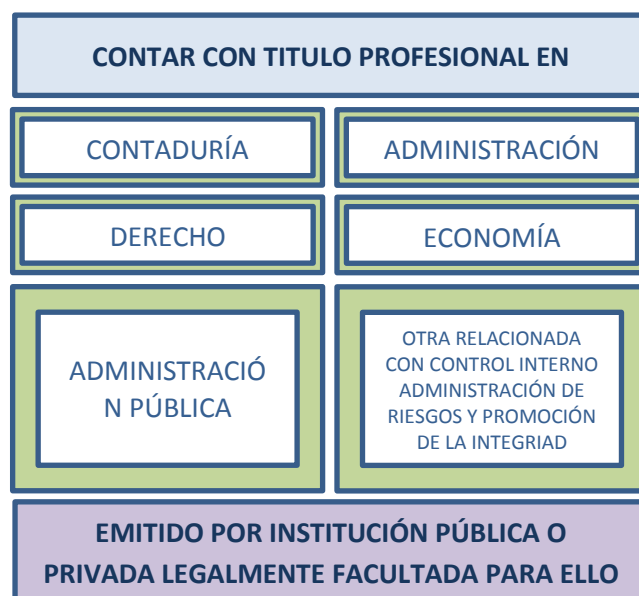 CONTAR CON TITULO PROFESIONAL EN
CONTADURÍA
ADMINISTRACIÓN
DERECHO
ECONOMÍA
ADMINISTRACIÓ
N PÚBLICA
OTRA RELACIONADA
CON CONTROL INTERNO
ADMINISTRACIÓN DE
RIESGOS Y PROMOCIÓN
DE LA INTEGRIAD
EMITIDO POR INSTITUCIÓN PÚBLICA O
PRIVADA LEGALMENTE FACULTADA PARA ELLO